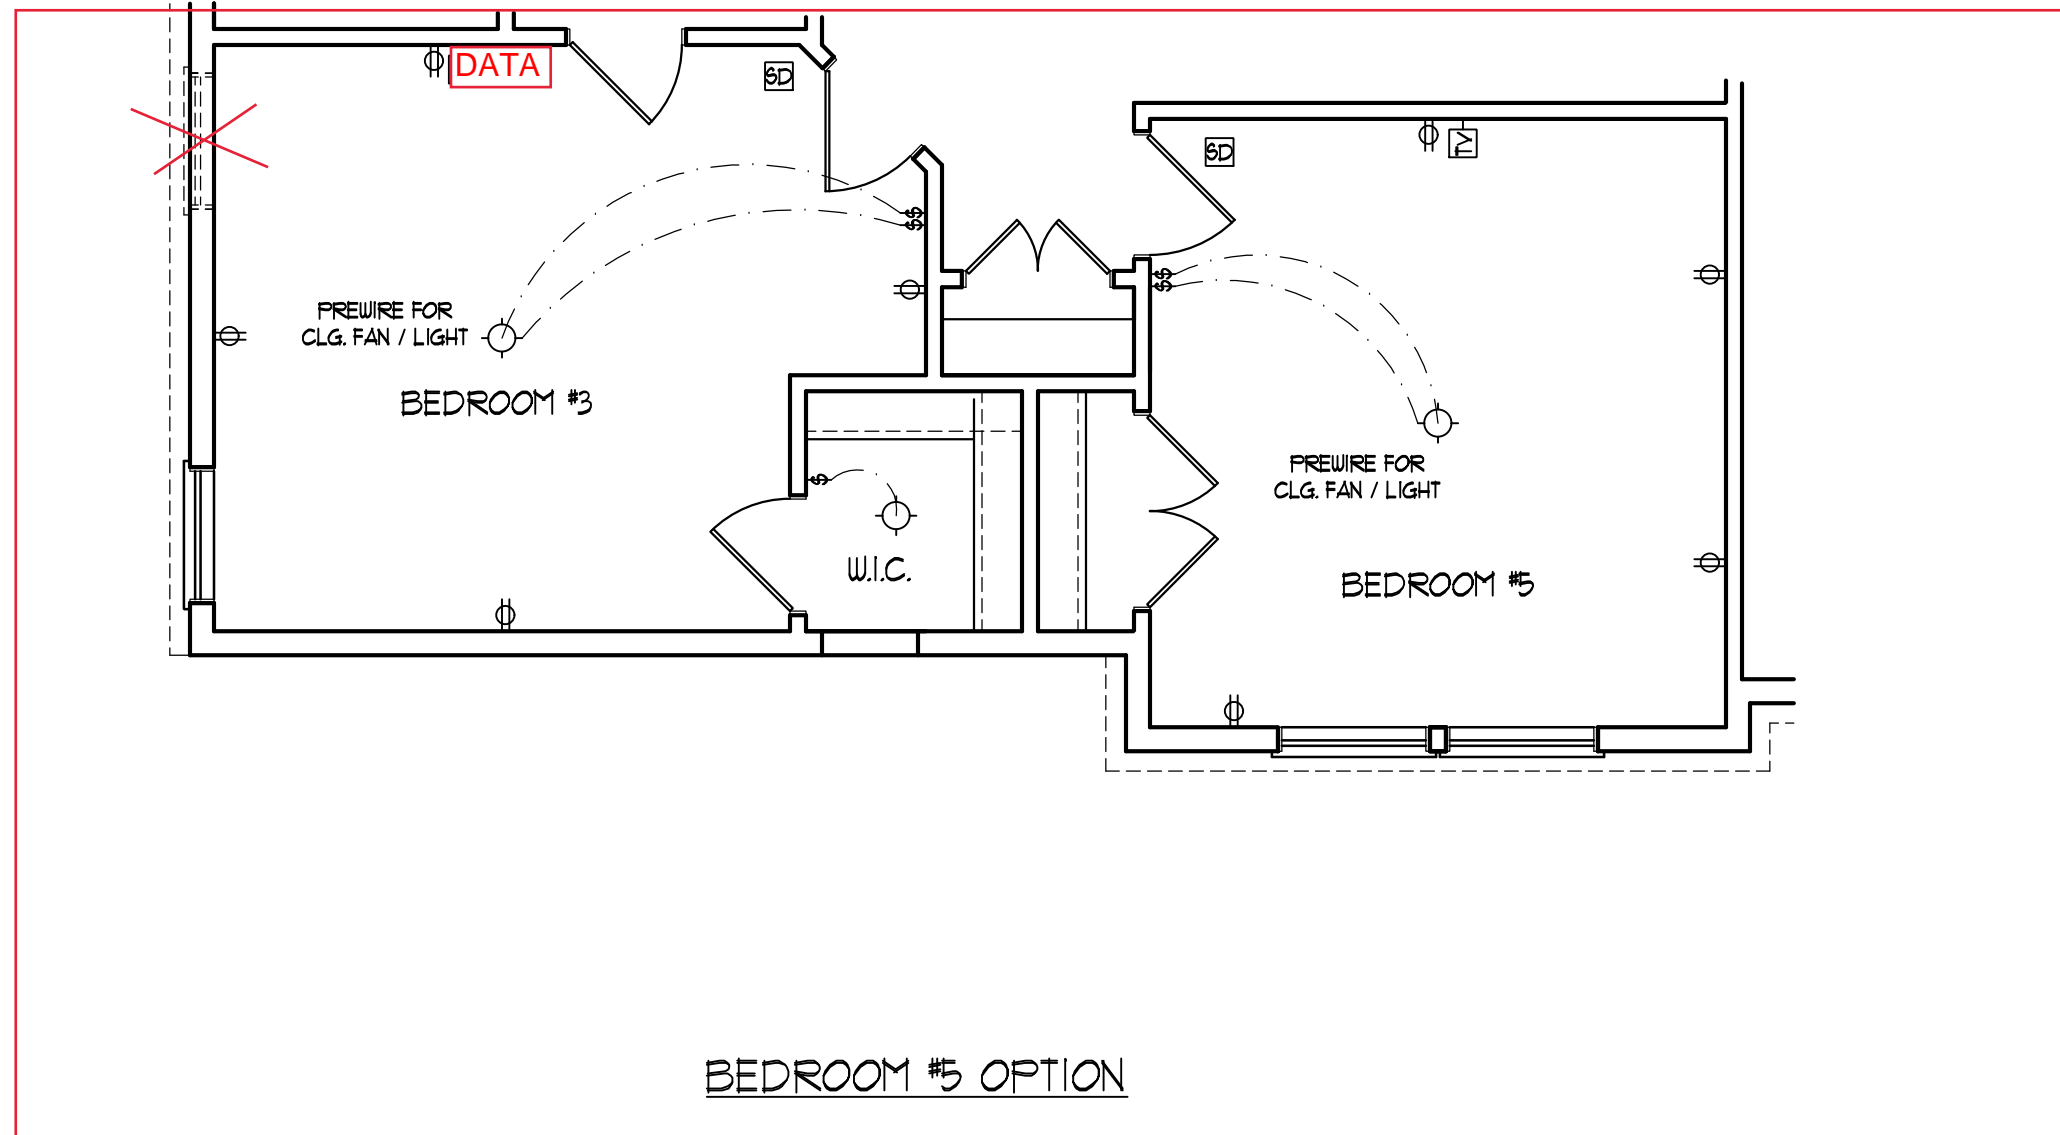 DATA
SD
SD
TV
$
$
$
$
PREWIRE FOR
CLG. FAN / LIGHT
BEDROOM #3
$
W.I.C.
PREWIRE FOR
CLG. FAN / LIGHT
BEDROOM #5
BEDROOM #5 OPTION